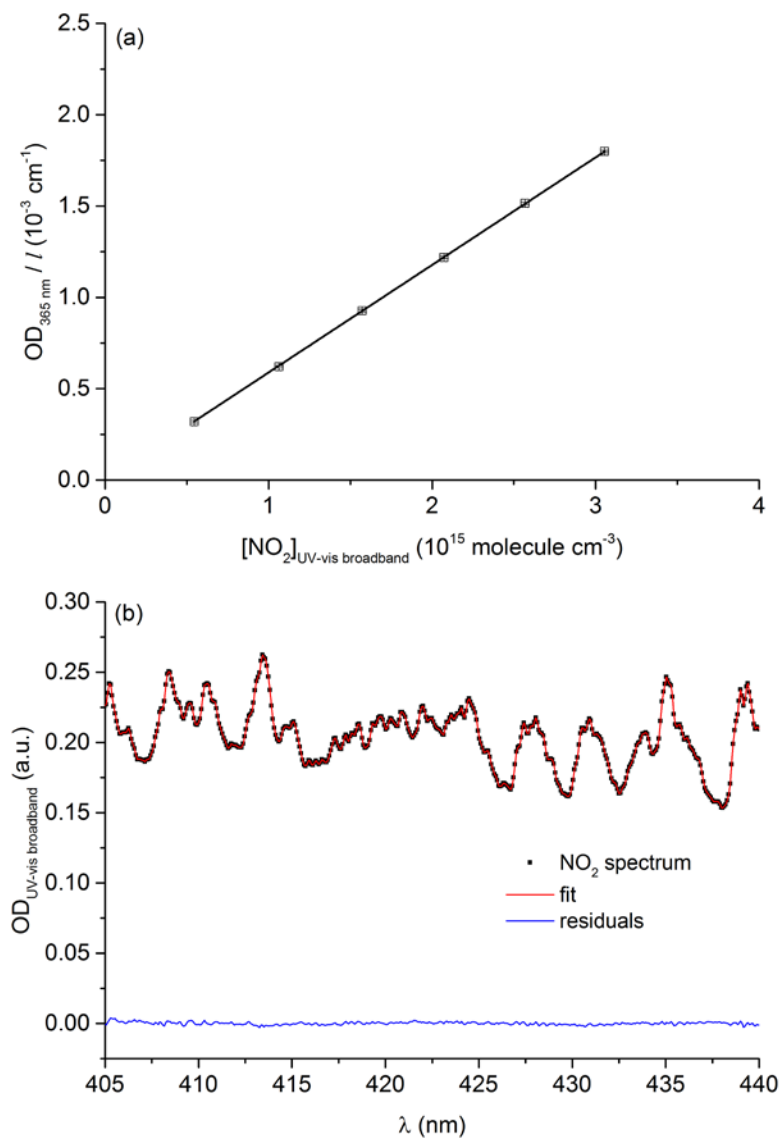 (a)
OD365 nm / l (10-3 cm-1)
2.5
2.0
1.5
1.0
0.5
0.0
0 1 2 3 4
[NO2]UV-vis broadband (10^15 molecule cm-3)
(b)
ODUV-vis broadband (a.u.)
0.30
0.25
0.20
0.15
0.10
0.05
0.00
NO2 spectrum
fit
residuals
405 410 415 420 425 430 435 440
λ (nm)